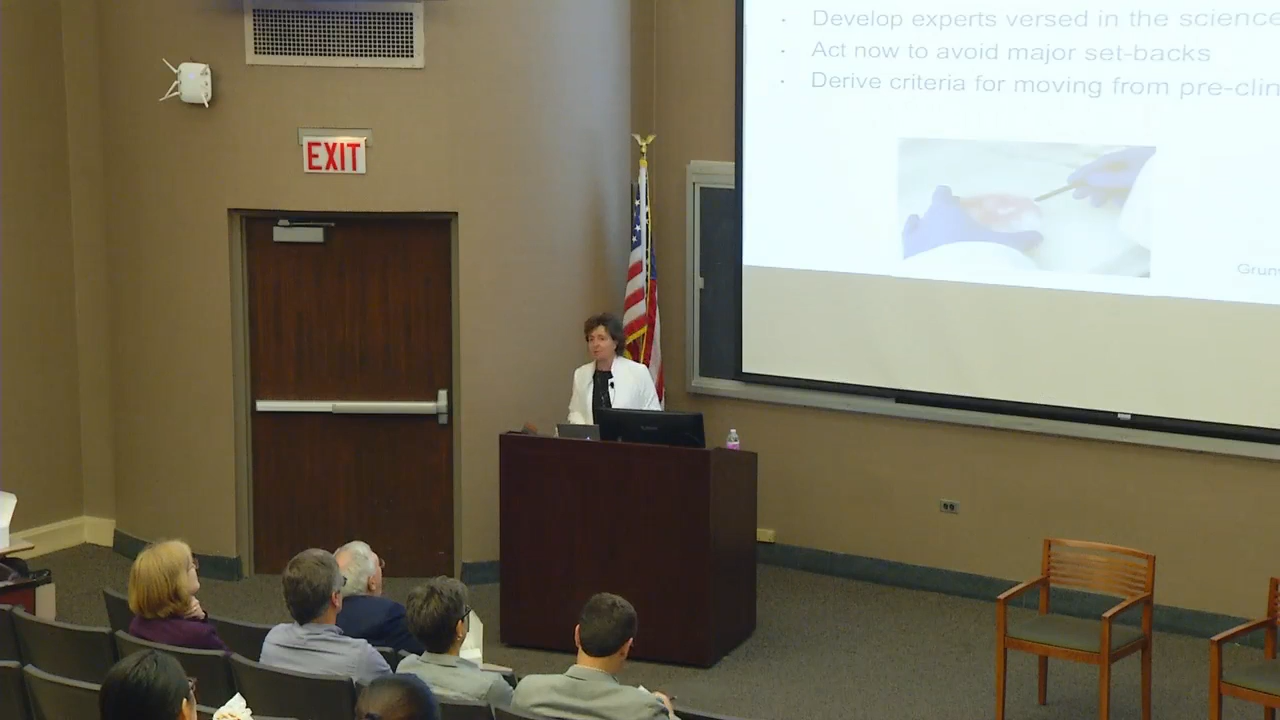 Develop experts versed in the science
Act now to avoid major set-backs
Derive criteria for moving from pre-clin
EXIT